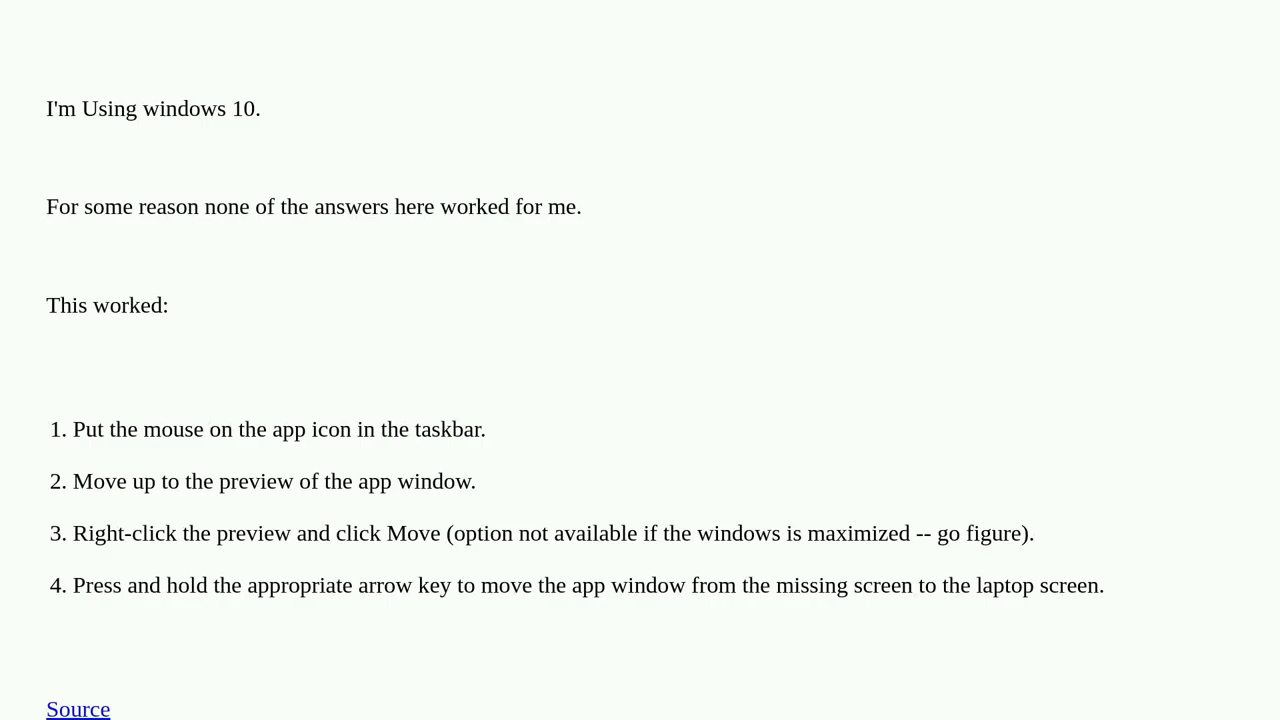 I'm Using windows 10.
For some reason none of the answers here worked for me.
This worked:
1. Put the mouse on the app icon in the taskbar.
2. Move up to the preview of the app window.
3. Right-click the preview and click Move (option not available if the windows is maximized -- go figure).
4. Press and hold the appropriate arrow key to move the app window from the missing screen to the laptop screen.
Source